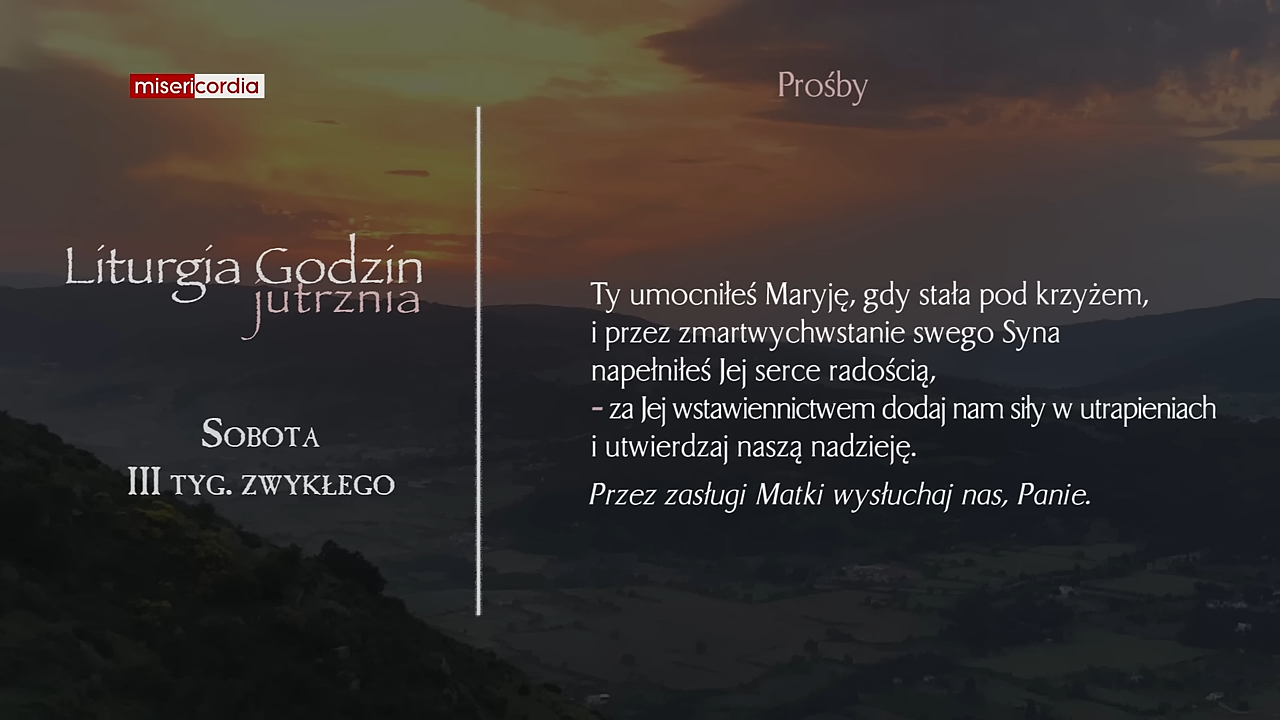 misericordia
Liturgia Godzin
jutrznia
Sobota
III tyg. zwykłego
Prośby
Ty umocniłeś Maryję, gdy stała pod krzyżem,
i przez zmartwychwstanie swego Syna
napełniłeś Jej serce radością,
- za Jej wstawiennictwem dodaj nam siły w utrapieniach
i utwierdzaj naszą nadzieję.
Przez zasługi Matki wysłuchaj nas, Panie.